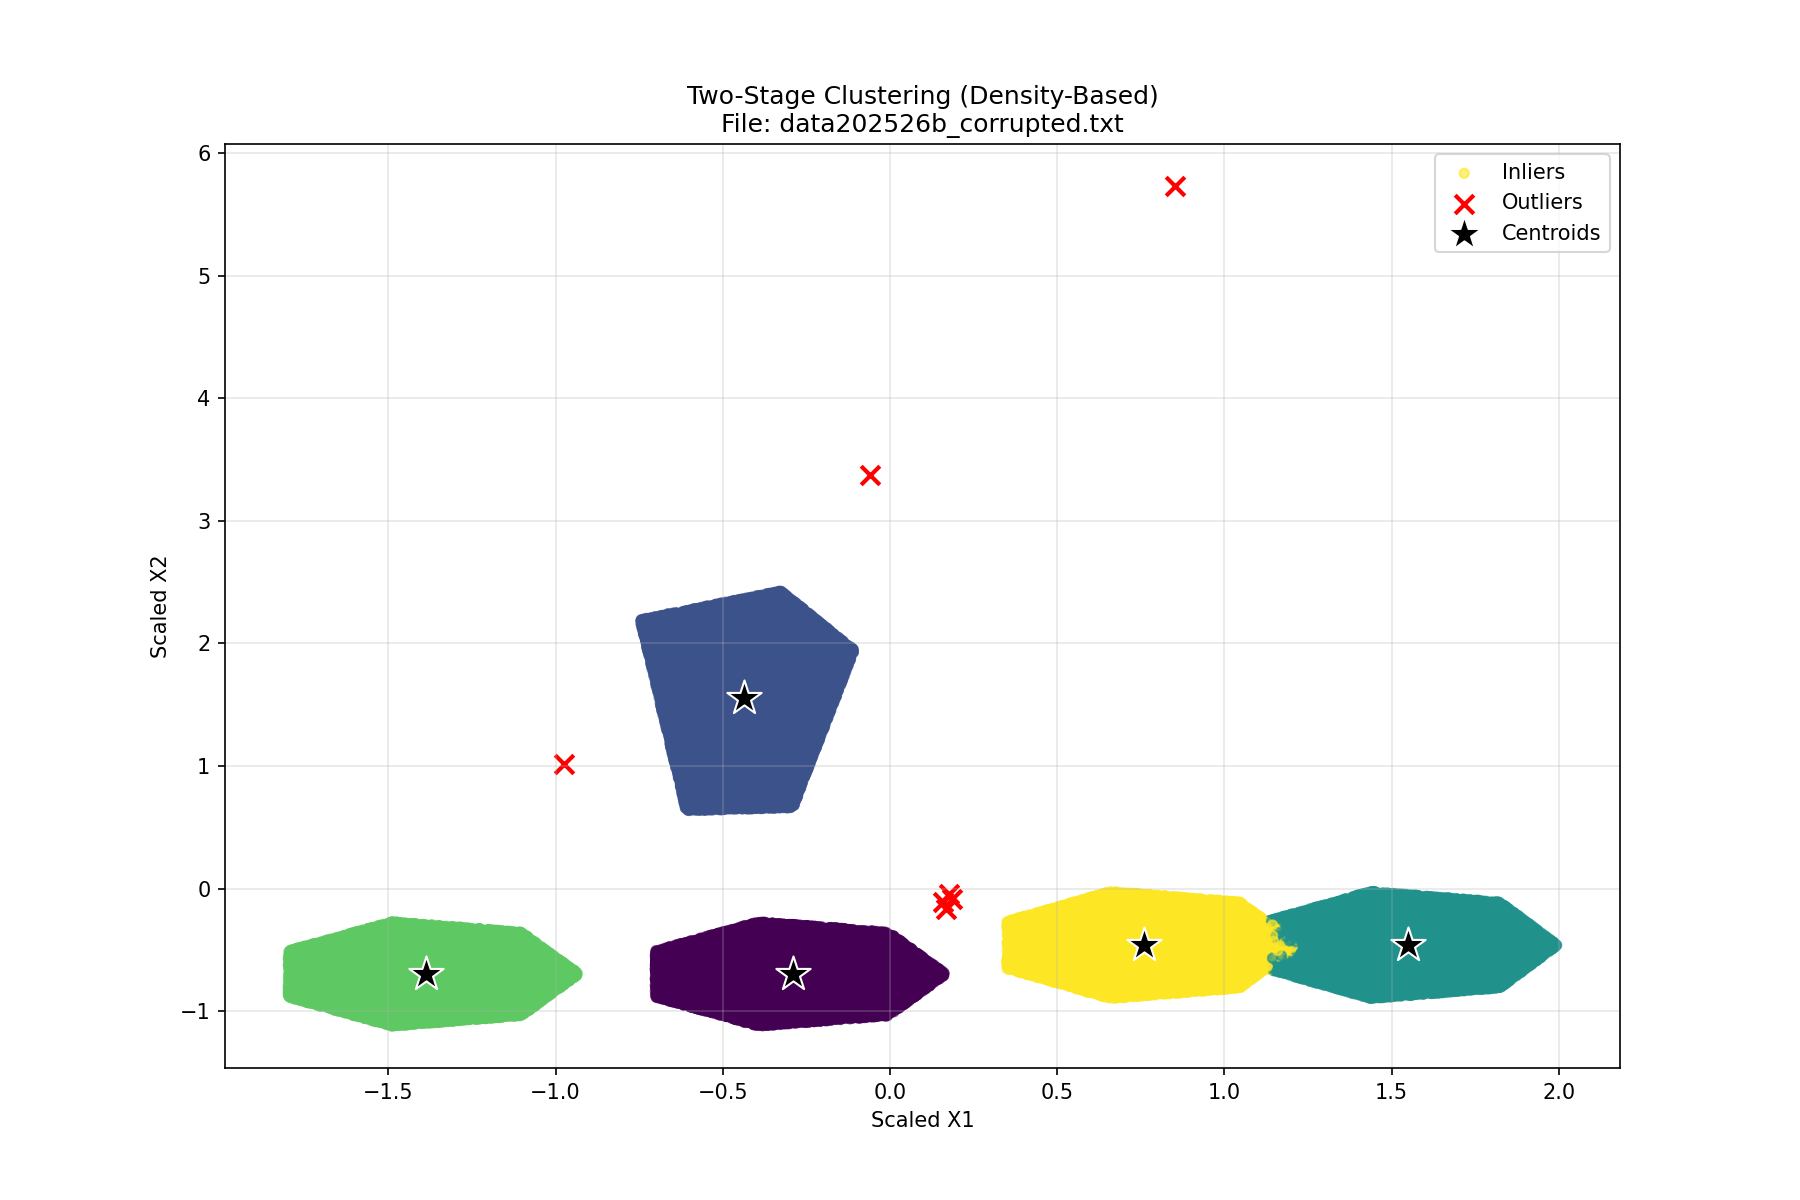 Two-Stage Clustering (Density-Based)
File: data202526b_corrupted.txt
Inliers
Outliers
Centroids
6
5
4
3
2
1
0
−1
Scaled X2
−1.5
−1.0
−0.5
0.0
0.5
1.0
1.5
2.0
Scaled X1